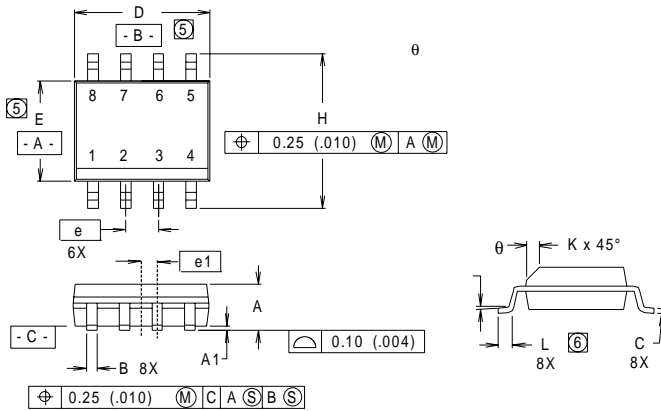 D
- B -
5
θ
8 7 6 5
5
E
- A -
H
⌖ 0.25 (.010) Ⓜ A Ⓜ
1 2 3 4
e
6X
e1
θ
K x 45°
A
- C -
A1
⌓ 0.10 (.004)
B 8X
L
8X
6
C
8X
⌖ 0.25 (.010) Ⓜ C A Ⓢ B Ⓢ